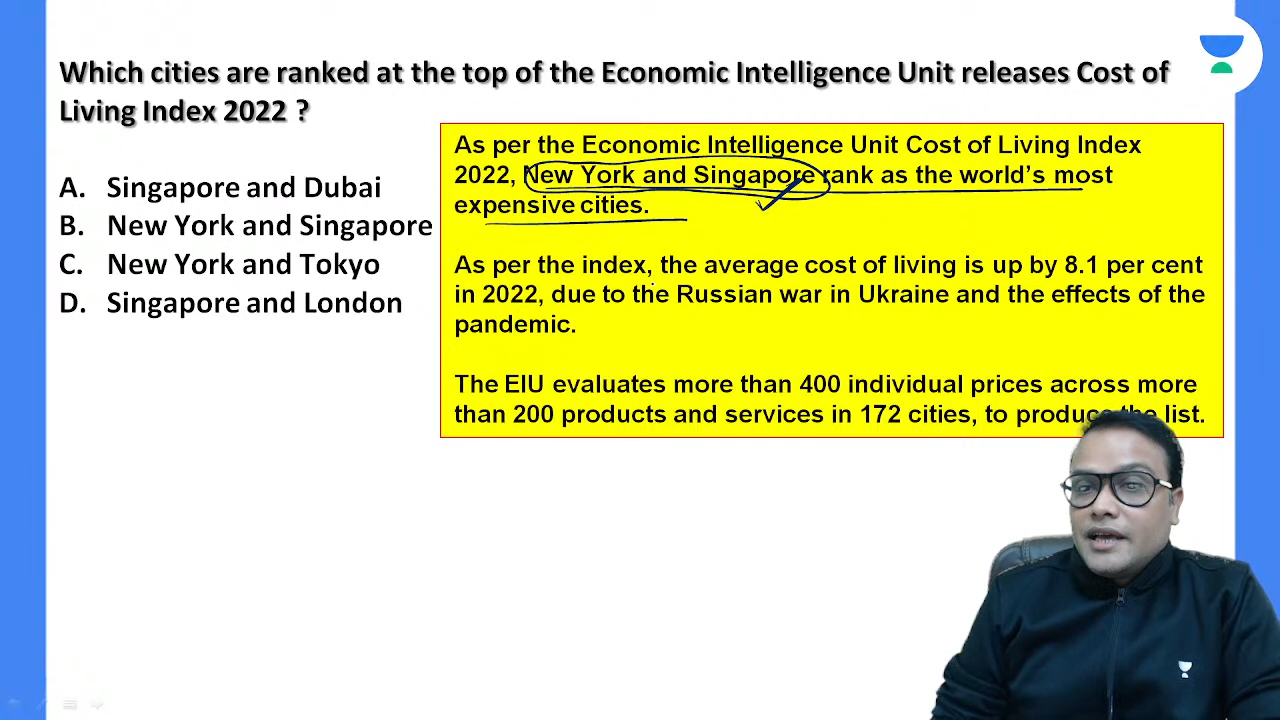 Which cities are ranked at the top of the Economic Intelligence Unit releases Cost of
Living Index 2022 ?
A. Singapore and Dubai
B. New York and Singapore
C. New York and Tokyo
D. Singapore and London
As per the Economic Intelligence Unit Cost of Living Index
2022, New York and Singapore rank as the world's most
expensive cities.
As per the index, the average cost of living is up by 8.1 per cent
in 2022, due to the Russian war in Ukraine and the effects of the
pandemic.
The EIU evaluates more than 400 individual prices across more
than 200 products and services in 172 cities, to produce the list.